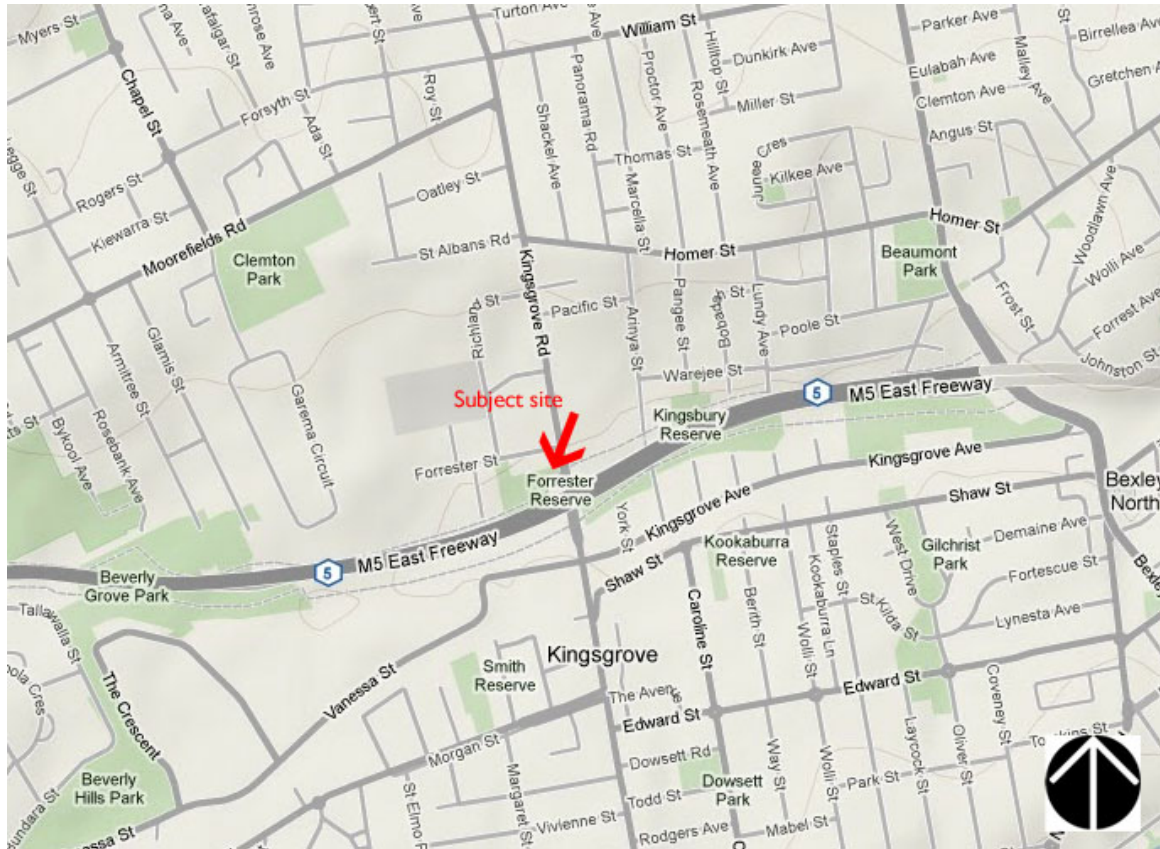 Myers St
Chapel St
Forsyth St
Ada St
Roy St
Turton Ave
William St
Shackel Ave
Panorama Rd
Proctor Ave
Hilltop St
Rosemeath Ave
Dunkirk Ave
Miller St
Parker Ave
Malley Ave
Birrellea Av
Eulabah Ave
Gretchen A
Clemton Ave
Angus St
Rogers St
Kiewarra St
Moorefields Rd
Oatley St
Thomas St
Marcella St
Junee
Cres
Kilkee Ave
Clemton
Park
St Albans Rd
Kingsgrove Rd
Homer St
Homer St
Beaumont
Park
Woodlawn Ave
Wolli Ave
Frost St
Forrest Ave
Johnston St
Pacific St
Arinya St
Pangee St
Lundy Ave
Poole St
Warejee St
Glamis St
Armitree St
Rosebank Ave
Bykool Ave
Garema Circuit
Subject site
5
M5 East Freeway
Kingsbury
Reserve
Forrester St
Forrester
Reserve
Kingsgrove Ave
Kingsgrove Ave
Shaw St
Shaw St
York St
Bexley
North
5
M5 East Freeway
Beverly
Grove Park
Kookaburra
Reserve
Staples St
Kookaburra Ln
West Drive
Gilchrist
Park
Demaine Ave
Fortescue St
Lynesta Ave
St Kilda St
Tallawalla St
Caroline St
Berith St
Wolli St
The Crescent
Vanessa St
Smith
Reserve
Kingsgrove
The Avenue
Edward St
Edward St
Coveney St
Oliver St
Laycock St
Morgan St
Margaret St
St Elmo P
Dowsett Rd
Dowsett
Park
Todd St
Way St
Wolli St
Park St
Vivienne St
Rodgers Ave
Mabel St
Beverly
Hills Park